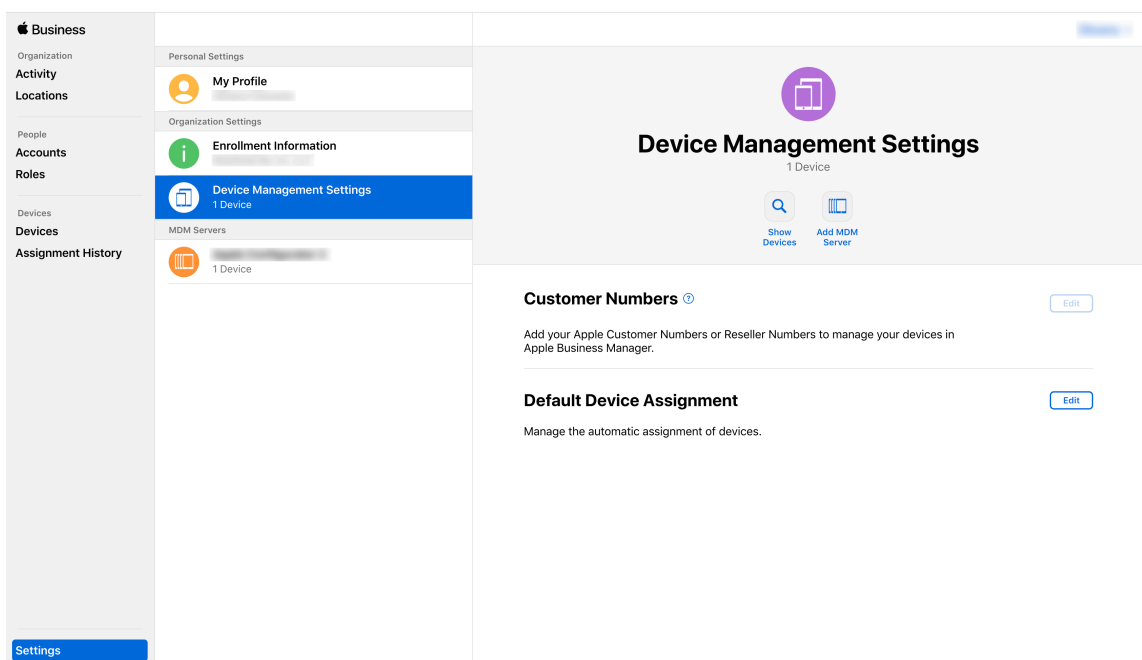 Business
Organization
Activity
Locations
People
Accounts
Roles
Devices
Devices
Assignment History
Settings
Personal Settings
My Profile
Organization Settings
Enrollment Information
Device Management Settings
1 Device
MDM Servers
1 Device
Device Management Settings
1 Device
Show
Devices
Add MDM
Server
Customer Numbers
Edit
Add your Apple Customer Numbers or Reseller Numbers to manage your devices in
Apple Business Manager.
Default Device Assignment
Edit
Manage the automatic assignment of devices.